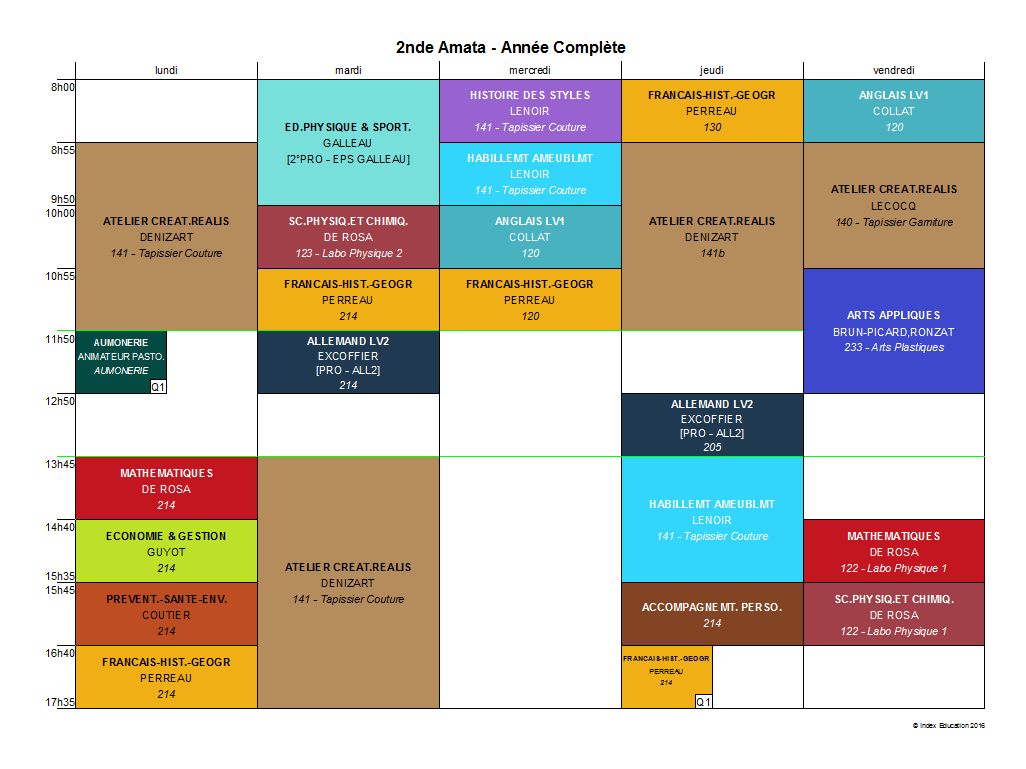 2nde Amata - Année Complète
lundi
mardi
mercredi
jeudi
vendredi
8h00
8h55
9h50
10h00
10h55
11h50
12h50
13h45
14h40
15h35
15h45
16h40
17h35
ATELIER CREAT.REALIS
DENIZART
141 - Tapissier Couture
AUMONERIE
ANIMATEUR PASTO.
AUMONERIE
Q1
MATHEMATIQUES
DE ROSA
214
ECONOMIE & GESTION
GUYOT
214
PREVENT.-SANTE-ENV.
COUTIER
214
FRANCAIS-HIST.-GEOGR
PERREAU
214
ED.PHYSIQUE & SPORT.
GALLEAU
[2°PRO - EPS GALLEAU]
SC.PHYSIQ.ET CHIMIQ.
DE ROSA
123 - Labo Physique 2
FRANCAIS-HIST.-GEOGR
PERREAU
214
ALLEMAND LV2
EXCOFFIER
[PRO - ALL2]
214
ATELIER CREAT.REALIS
DENIZART
141 - Tapissier Couture
HISTOIRE DES STYLES
LENOIR
141 - Tapissier Couture
HABILLEMT AMEUBLMT
LENOIR
141 - Tapissier Couture
ANGLAIS LV1
COLLAT
120
FRANCAIS-HIST.-GEOGR
PERREAU
120
FRANCAIS-HIST.-GEOGR
PERREAU
130
ATELIER CREAT.REALIS
DENIZART
141b
ALLEMAND LV2
EXCOFFIER
[PRO - ALL2]
205
HABILLEMT AMEUBLMT
LENOIR
141 - Tapissier Couture
ACCOMPAGNEMT. PERSO.
214
FRANCAIS-HIST.-GEOGR
PERREAU
214
Q1
ANGLAIS LV1
COLLAT
120
ATELIER CREAT.REALIS
LECOCQ
140 - Tapissier Garniture
ARTS APPLIQUES
BRUN-PICARD,RONZAT
233 - Arts Plastiques
MATHEMATIQUES
DE ROSA
122 - Labo Physique 1
SC.PHYSIQ.ET CHIMIQ.
DE ROSA
122 - Labo Physique 1
© Index Education 2016